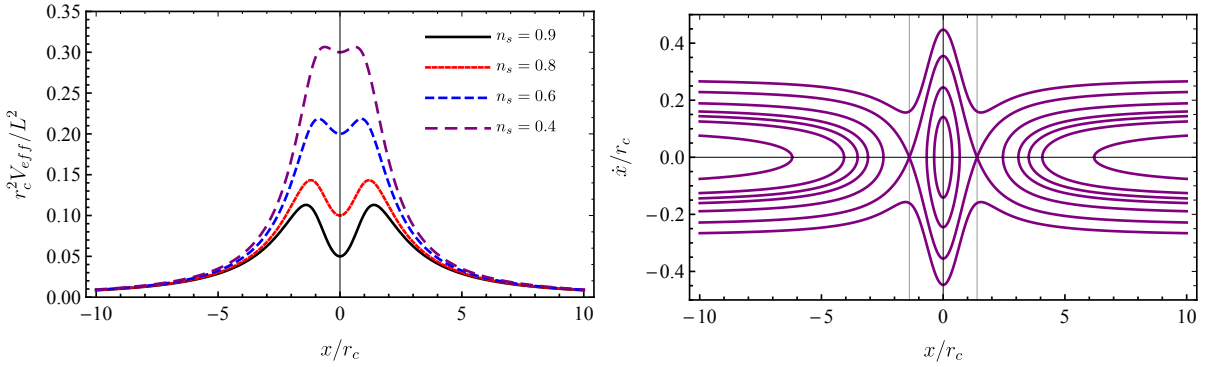 0.35
0.30
0.25
0.20
0.15
0.10
0.05
0.00
r_c^2 V_{eff}/L^2
n_s = 0.9
n_s = 0.8
n_s = 0.6
n_s = 0.4
−10 −5 0 5 10
x/r_c
0.4
0.2
0.0
−0.2
−0.4
ẋ/r_c
−10 −5 0 5 10
x/r_c